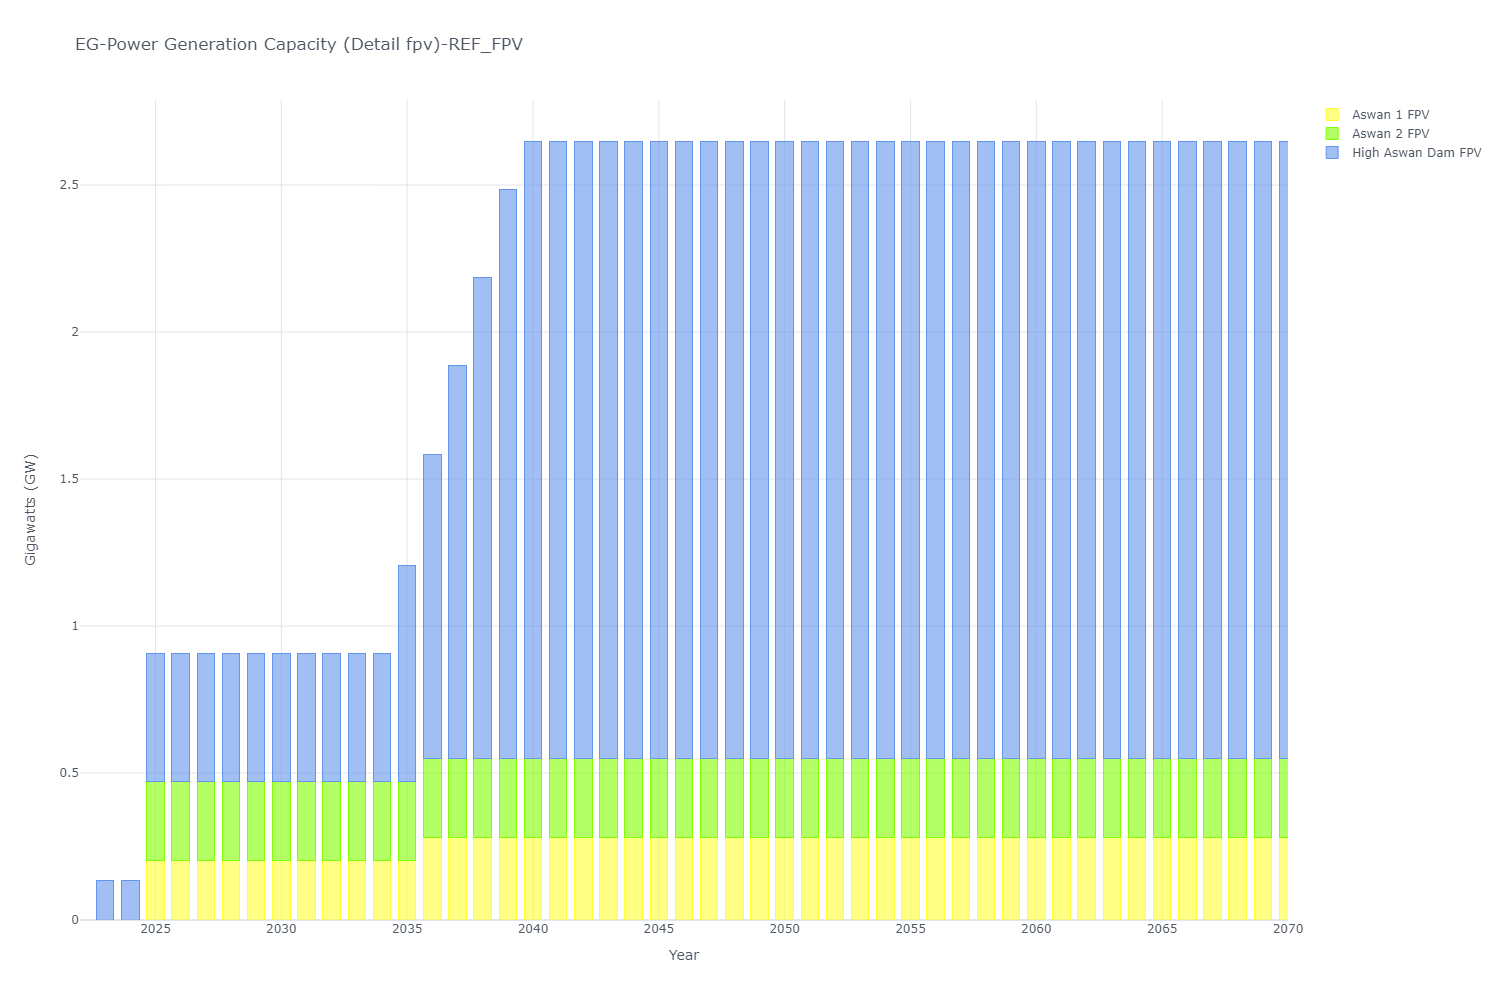 EG-Power Generation Capacity (Detail fpv)-REF_FPV
Aswan 1 FPV
Aswan 2 FPV
High Aswan Dam FPV
Gigawatts (GW)
2.5
2
1.5
1
0.5
0
2025 2030 2035 2040 2045 2050 2055 2060 2065 2070
Year